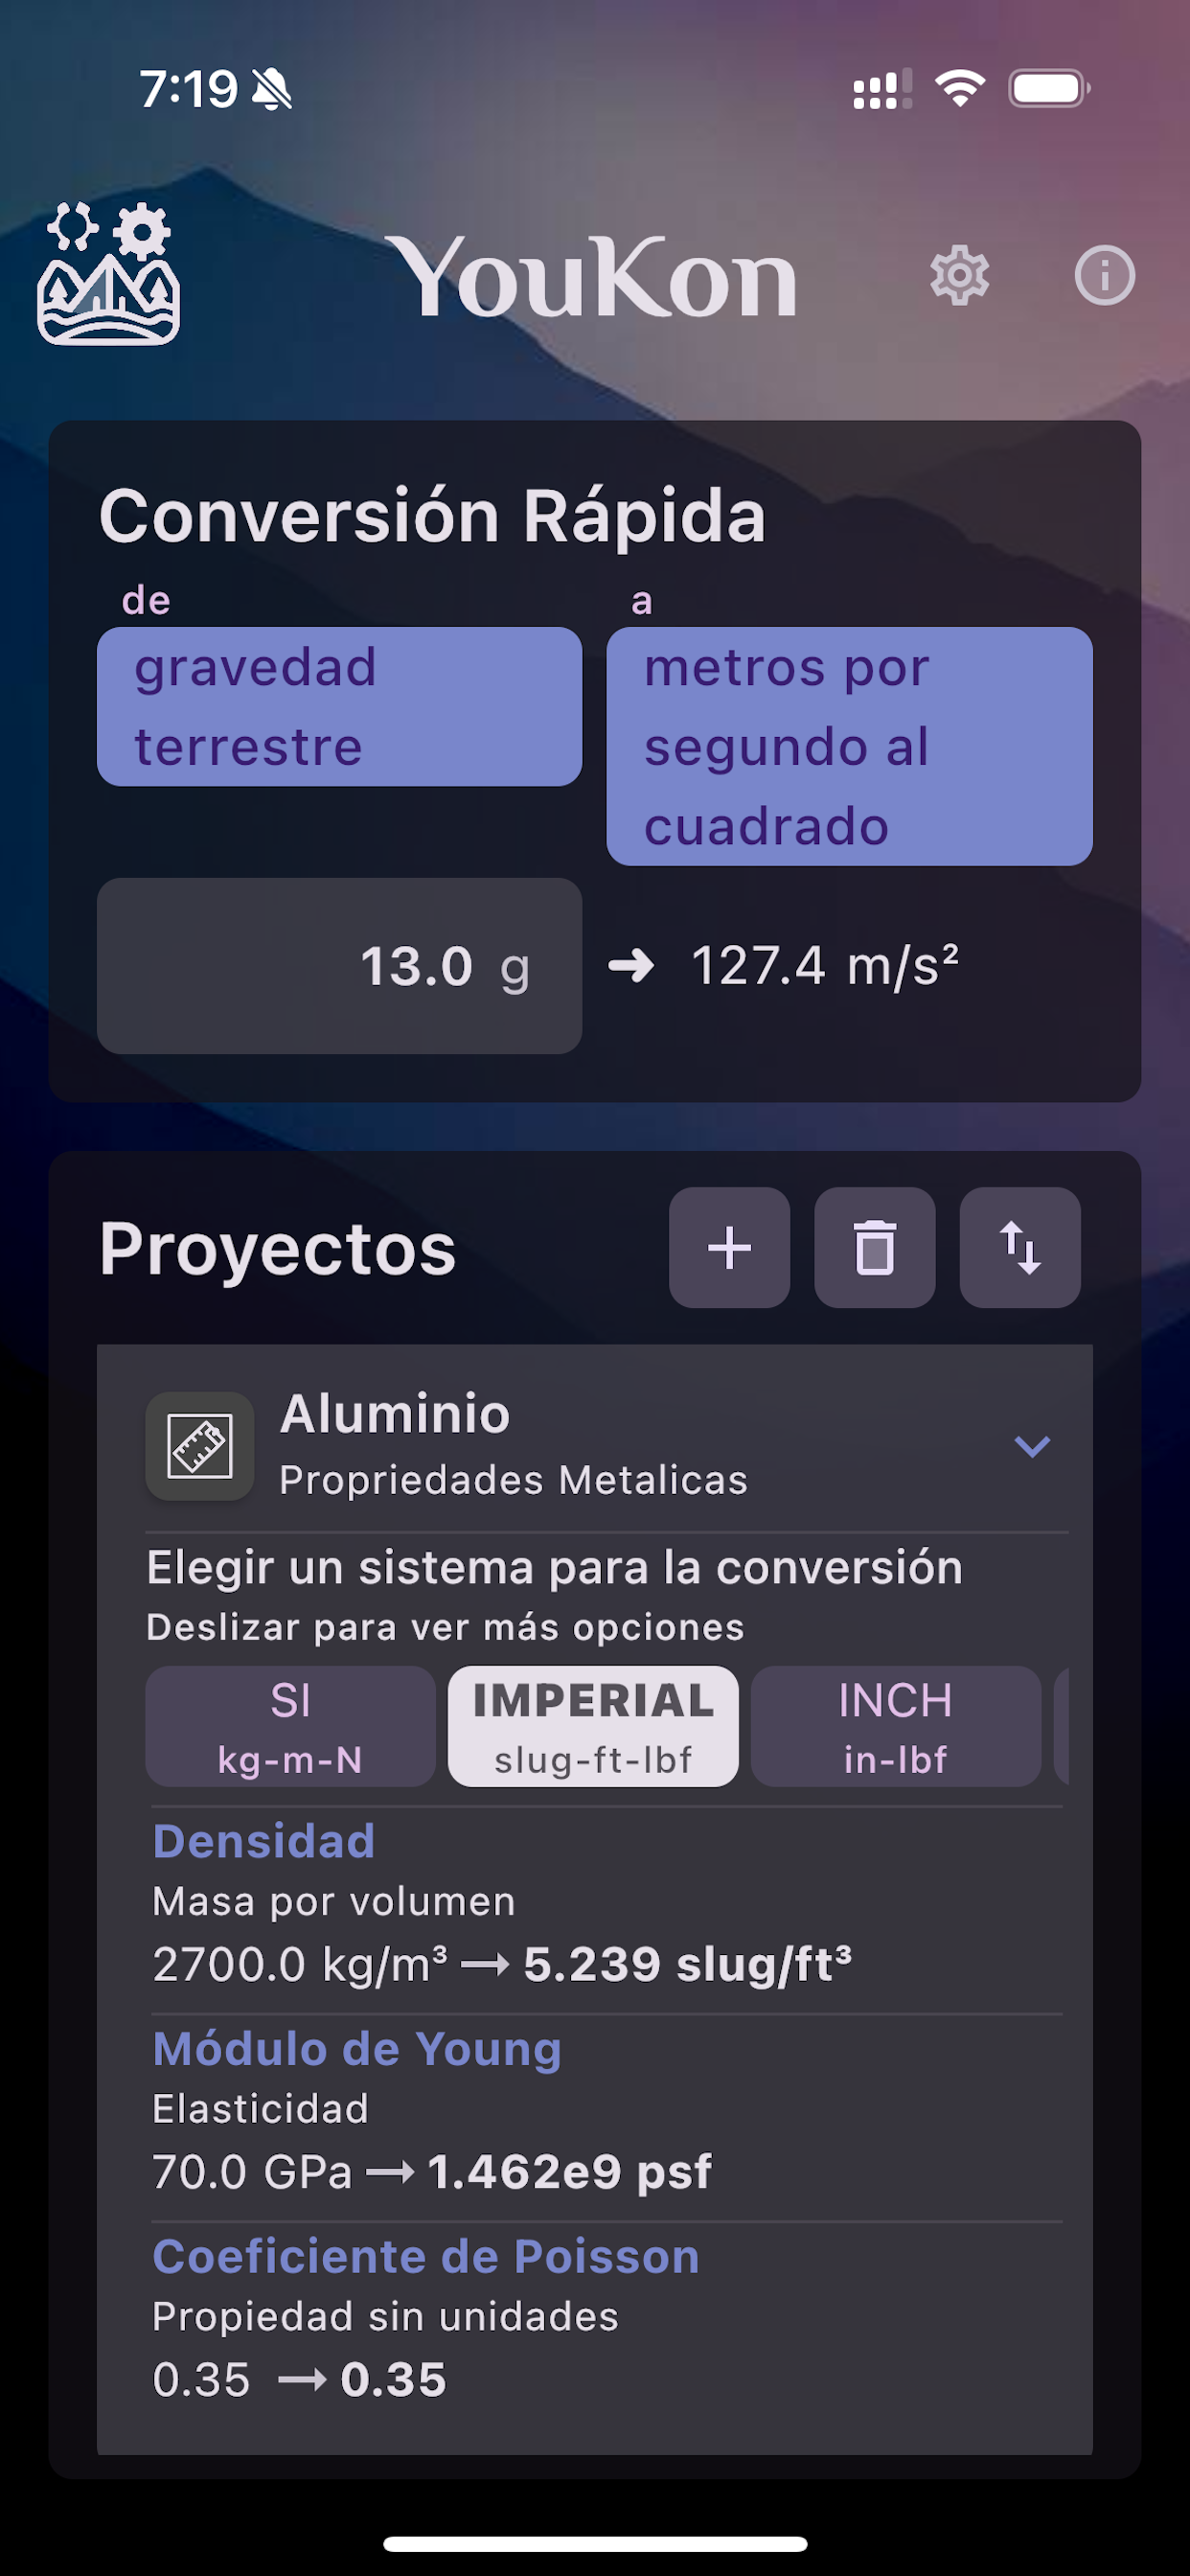 7:19
YouKon
Conversión Rápida
de
a
gravedad
terrestre
metros por
segundo al
cuadrado
13.0 g
➜ 127.4 m/s²
Proyectos
Aluminio
Propriedades Metalicas
Elegir un sistema para la conversión
Deslizar para ver más opciones
SI
kg-m-N
IMPERIAL
slug-ft-lbf
INCH
in-lbf
Densidad
Masa por volumen
2700.0 kg/m³ → 5.239 slug/ft³
Módulo de Young
Elasticidad
70.0 GPa → 1.462e9 psf
Coeficiente de Poisson
Propiedad sin unidades
0.35 → 0.35